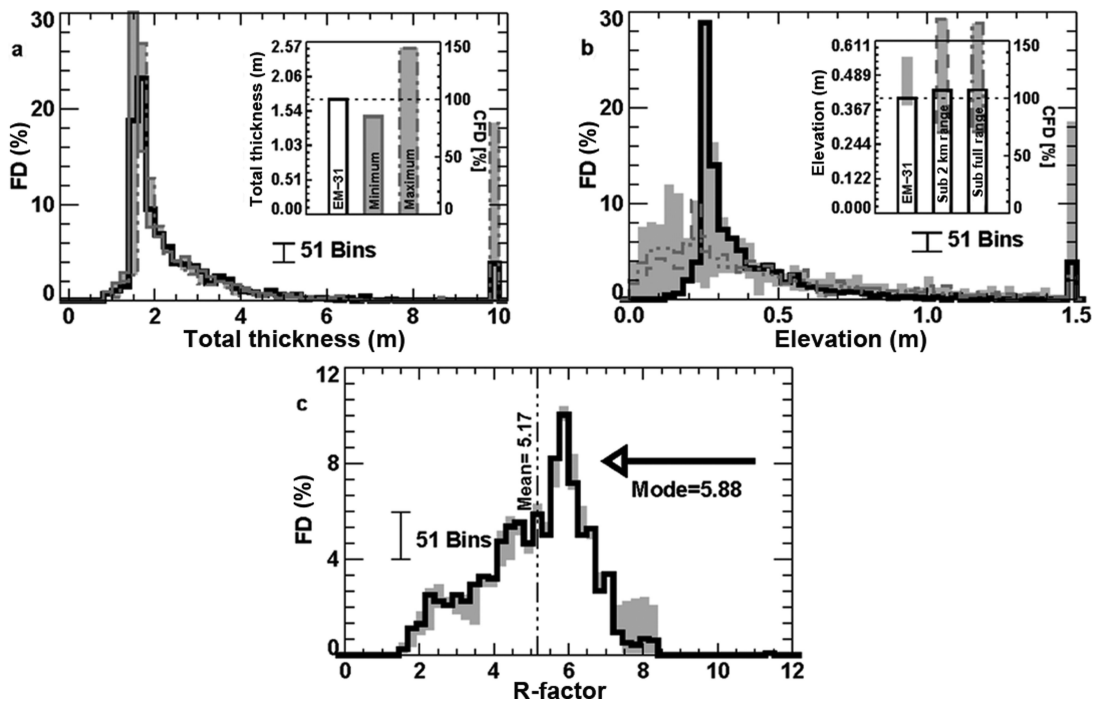 a
FD (%)
30
20
10
0
Total thickness (m)
2.57
2.06
1.54
1.03
0.51
0.00
EM−31
Minimum
Maximum
150
100
50
0
CFD [%]
51 Bins
0 2 4 6 8 10
Total thickness (m)
b
FD (%)
30
20
10
0
Elevation (m)
0.611
0.489
0.367
0.244
0.122
0.000
EM−31
Sub 2 km range
Sub full range
150
100
50
0
CFD [%]
51 Bins
0.0 0.5 1.0 1.5
Elevation (m)
c
FD (%)
12
8
4
0
Mean= 5.17
Mode=5.88
51 Bins
0 2 4 6 8 10 12
R-factor